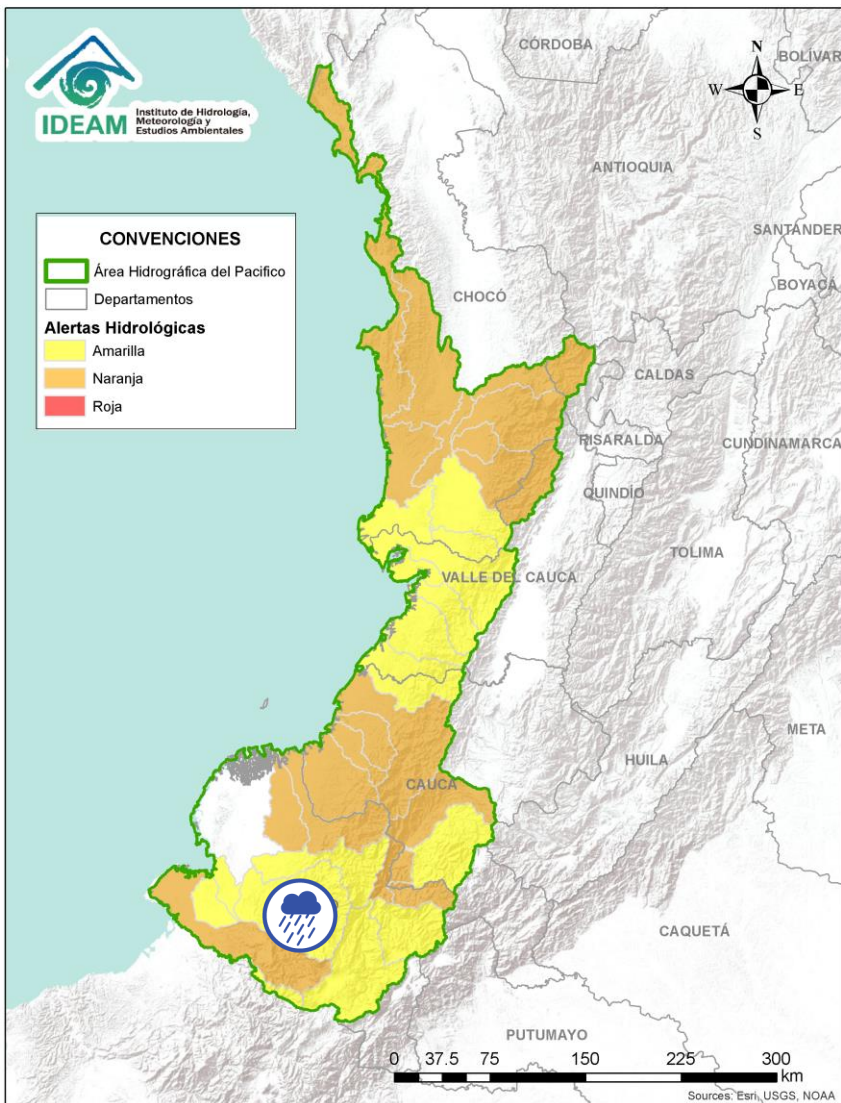 IDEAM
Instituto de Hidrología,
Meteorología y
Estudios Ambientales
N
W E
S
CONVENCIONES
Área Hidrográfica del Pacifico
Departamentos
Alertas Hidrológicas
Amarilla
Naranja
Roja
CÓRDOBA
BOLÍVAR
ANTIOQUIA
SANTANDER
BOYACÁ
CHOCÓ
CALDAS
RISARALDA
CUNDINAMARCA
QUINDÍO
TOLIMA
VALLE DEL CAUCA
META
HUILA
CAUCA
CAQUETÁ
PUTUMAYO
0 37.5 75 150 225 300
km
Sources: Esri, USGS, NOAA